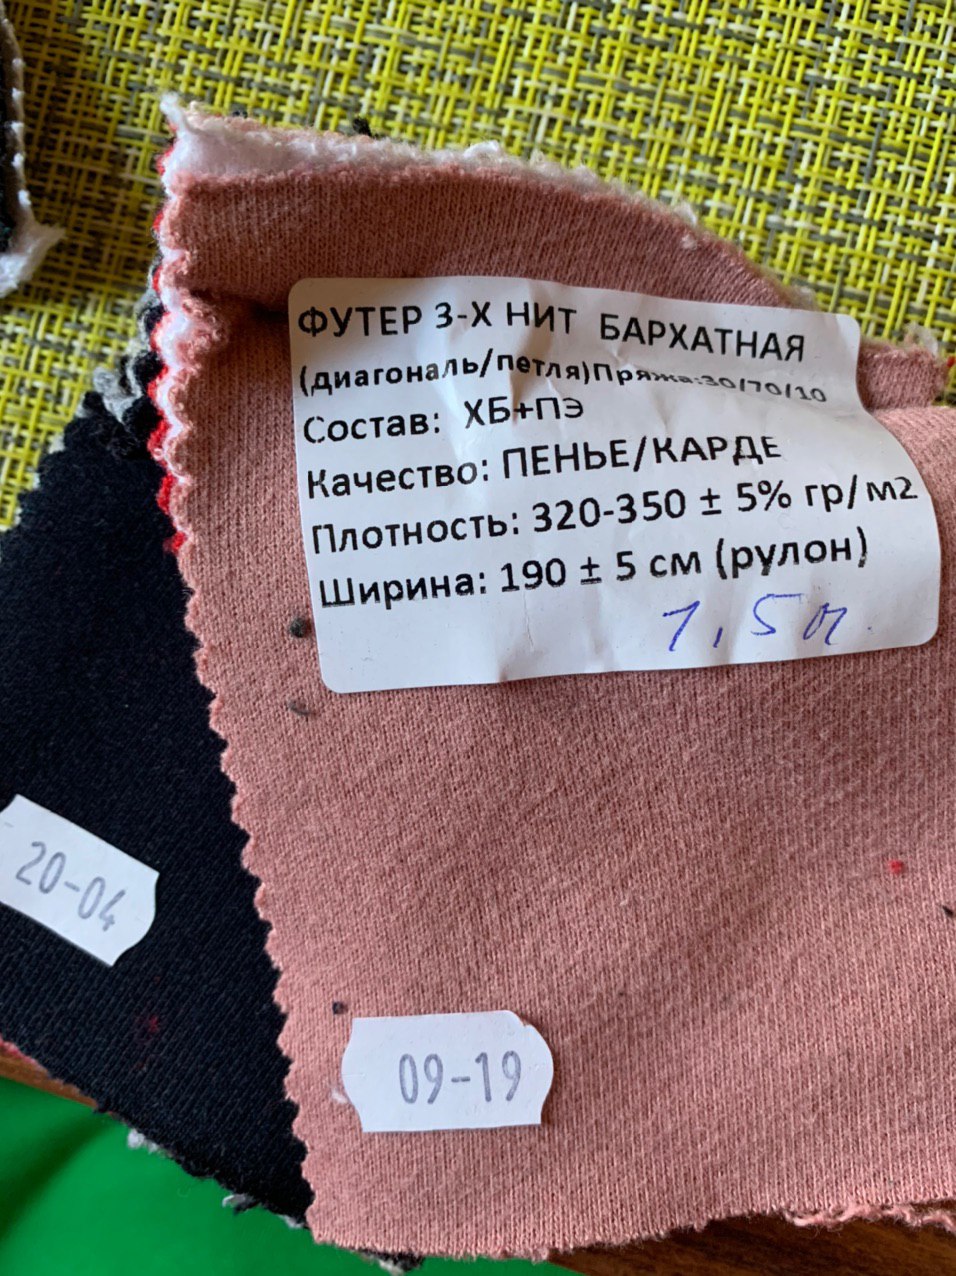 ФУТЕР 3-Х НИТ БАРХАТНАЯ
(диагональ/петля)Пряжа:30/70/10
Состав: ХБ+ПЭ
Качество: ПЕНЬЕ/КАРДЕ
Плотность: 320-350 ± 5% гр/м2
Ширина: 190 ± 5 см (рулон)
1,5
20-04
09-19